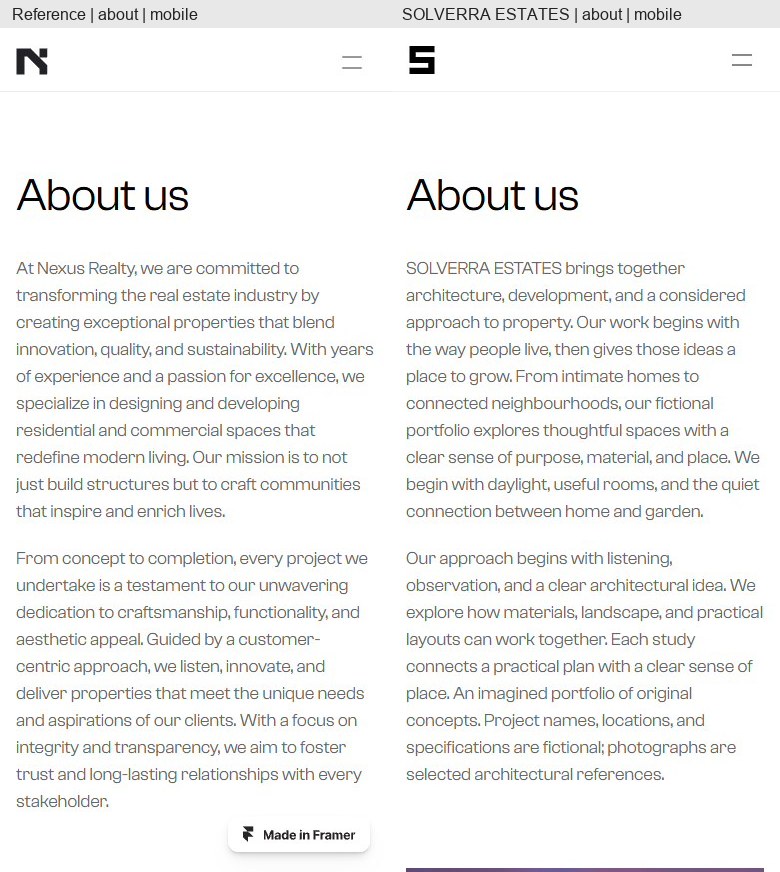 Reference | about | mobile
SOLVERRA ESTATES | about | mobile
N
About us
At Nexus Realty, we are committed to
transforming the real estate industry by
creating exceptional properties that blend
innovation, quality, and sustainability. With years
of experience and a passion for excellence, we
specialize in designing and developing
residential and commercial spaces that
redefine modern living. Our mission is to not
just build structures but to craft communities
that inspire and enrich lives.
From concept to completion, every project we
undertake is a testament to our unwavering
dedication to craftsmanship, functionality, and
aesthetic appeal. Guided by a customer-
centric approach, we listen, innovate, and
deliver properties that meet the unique needs
and aspirations of our clients. With a focus on
integrity and transparency, we aim to foster
trust and long-lasting relationships with every
stakeholder.
Made in Framer
S
About us
SOLVERRA ESTATES brings together
architecture, development, and a considered
approach to property. Our work begins with
the way people live, then gives those ideas a
place to grow. From intimate homes to
connected neighbourhoods, our fictional
portfolio explores thoughtful spaces with a
clear sense of purpose, material, and place. We
begin with daylight, useful rooms, and the quiet
connection between home and garden.
Our approach begins with listening,
observation, and a clear architectural idea. We
explore how materials, landscape, and practical
layouts can work together. Each study
connects a practical plan with a clear sense of
place. An imagined portfolio of original
concepts. Project names, locations, and
specifications are fictional; photographs are
selected architectural references.